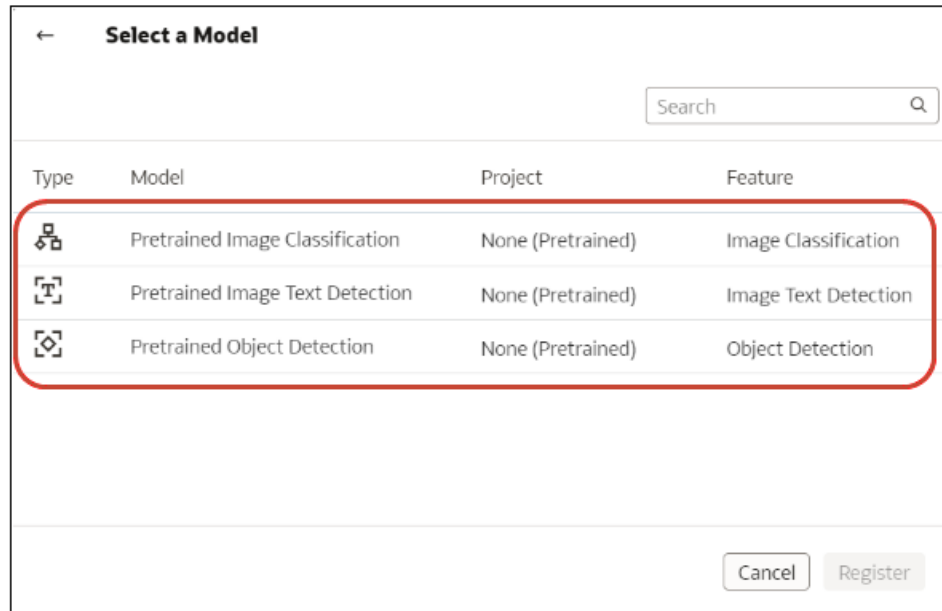 ← Select a Model
Search
Type Model Project Feature
Pretrained Image Classification None (Pretrained) Image Classification
T Pretrained Image Text Detection None (Pretrained) Image Text Detection
Pretrained Object Detection None (Pretrained) Object Detection
Cancel Register